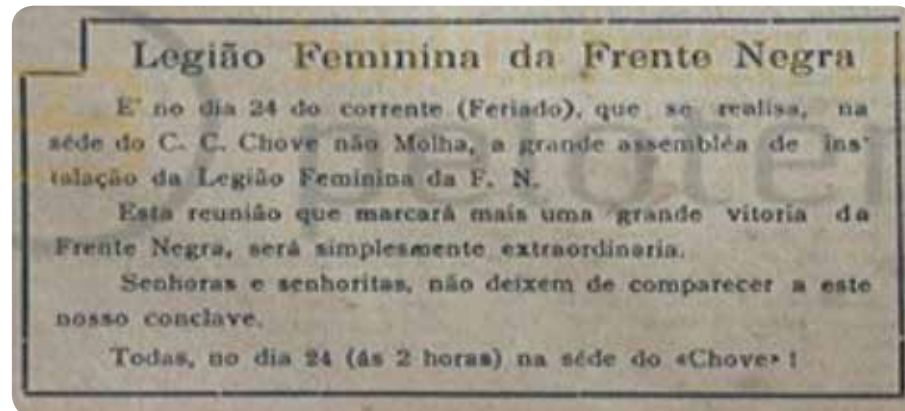 Legião Feminina da Frente Negra
E' no dia 24 do corrente (Feriado), que se realisa, na
séde do C. C. Chove não Molha, a grande assembléa de ins-
talação da Legião Feminina da F. N.
Esta reunião que marcará mais uma grande vitoria da
Frente Negra, será simplesmente extraordinaria.
Senhoras e senhoritas, não deixem de comparecer a este
nosso conclave.
Todas, no dia 24 (ás 2 horas) na séde do «Chove» !